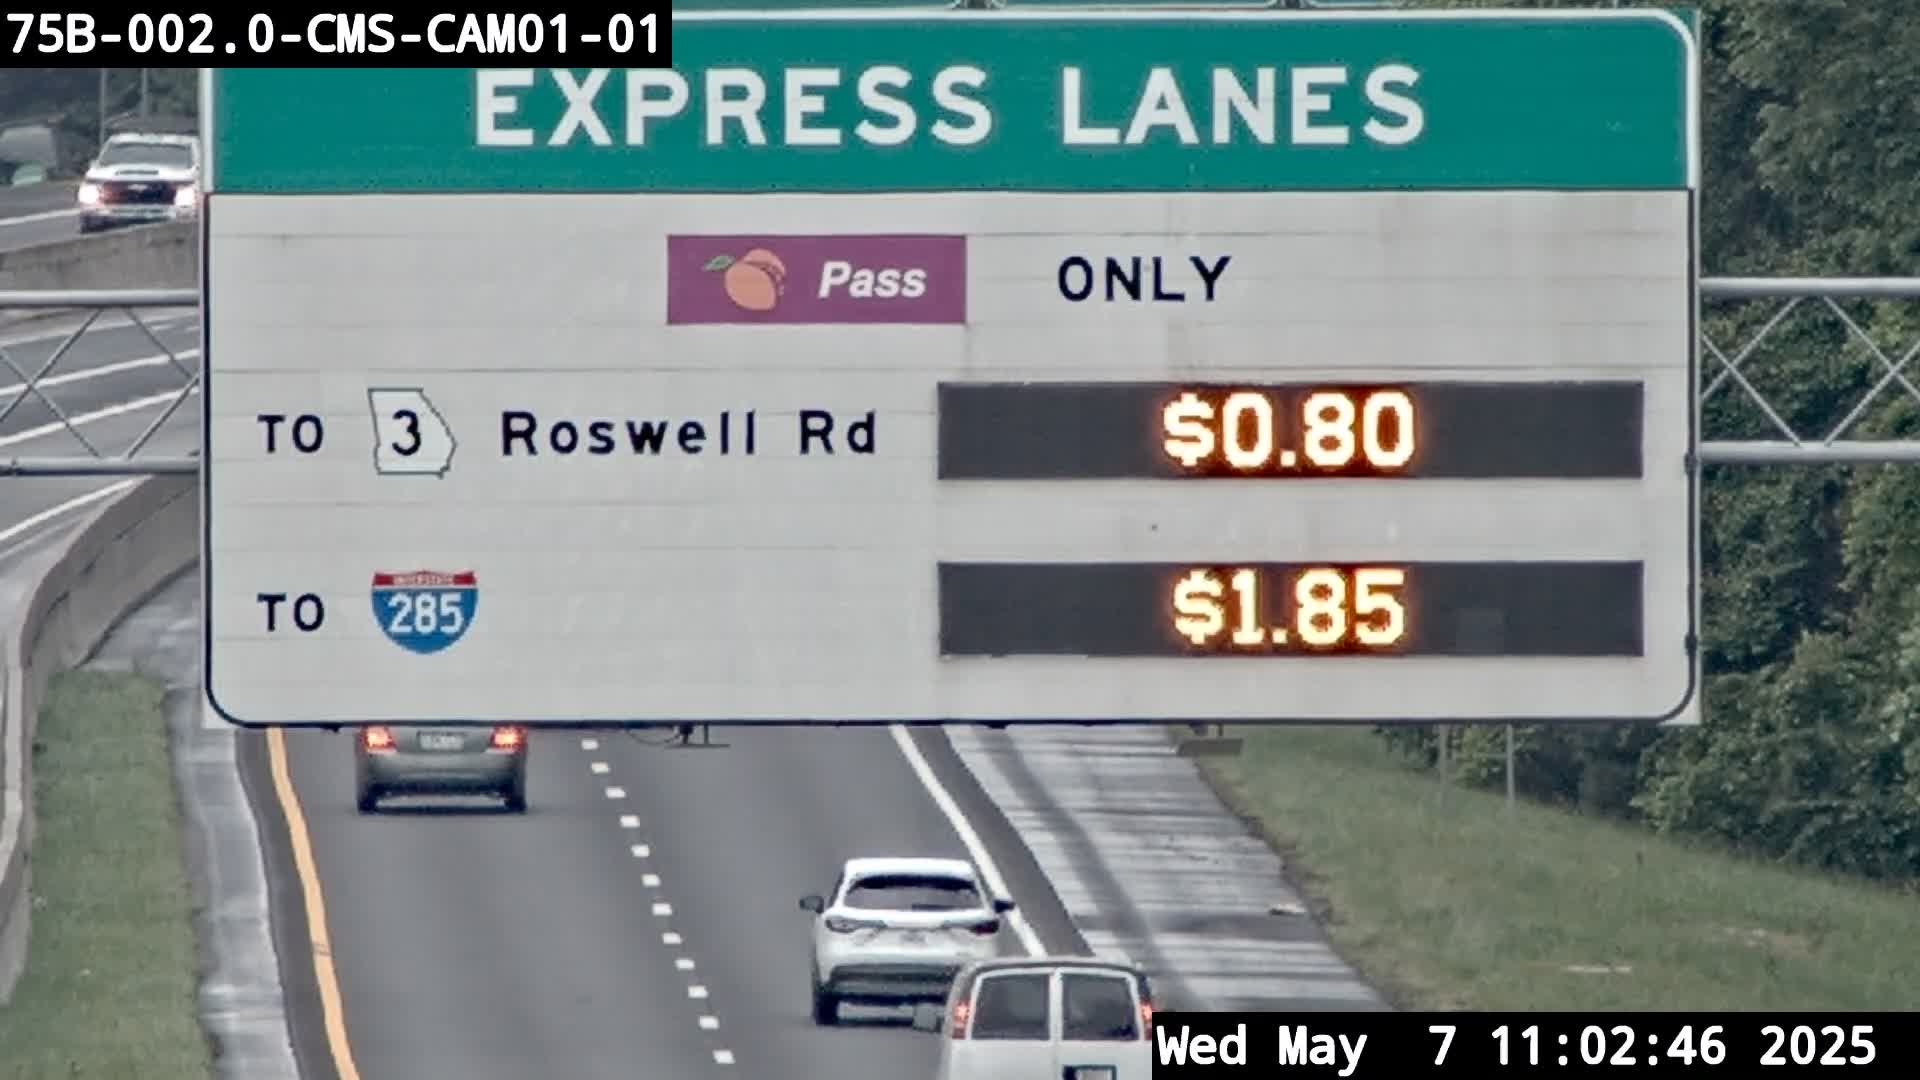 75B-002.0-CMS-CAM01-01
EXPRESS LANES
Pass ONLY
TO 3 Roswell Rd $0.80
INTERSTATE
TO 285 $1.85
Wed May 7 11:02:46 2025